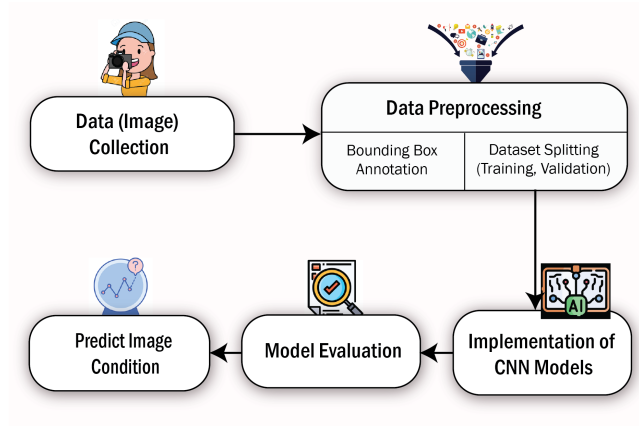 Data (Image)
Collection
Data Preprocessing
Bounding Box
Annotation
Dataset Splitting
(Training, Validation)
?
AI
Predict Image
Condition
Model Evaluation
Implementation of
CNN Models